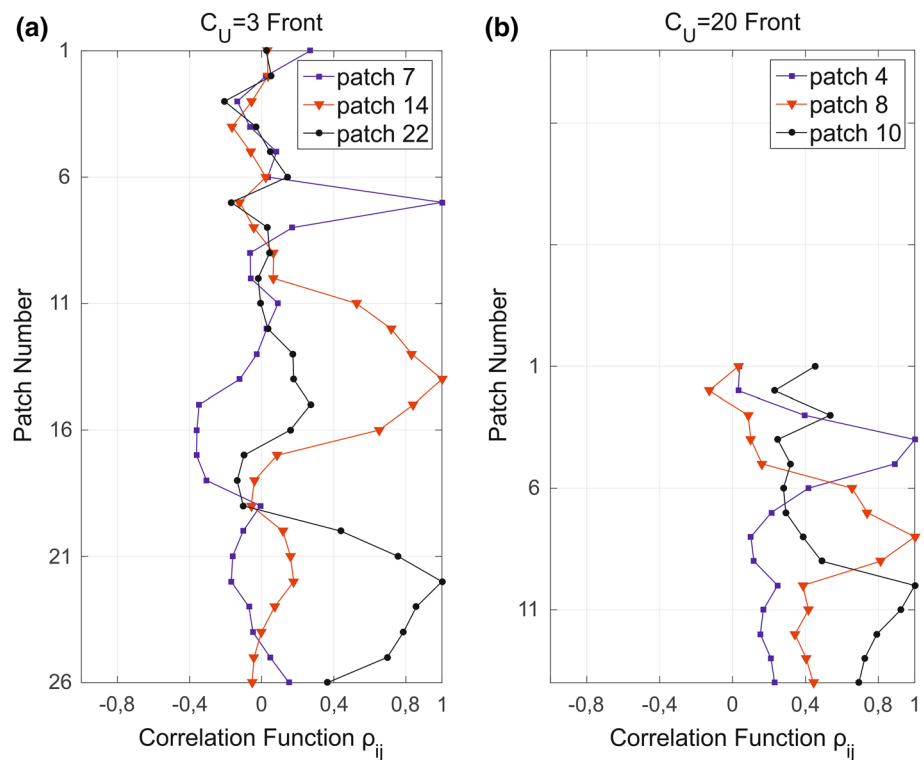 (a)
C_U=3 Front
1
6
11
16
21
26
Patch Number
patch 7
patch 14
patch 22
-0,8
-0,4
0
0,4
0,8
1
Correlation Function ρ_ij
(b)
C_U=20 Front
1
6
11
Patch Number
patch 4
patch 8
patch 10
-0,8
-0,4
0
0,4
0,8
1
Correlation Function ρ_ij